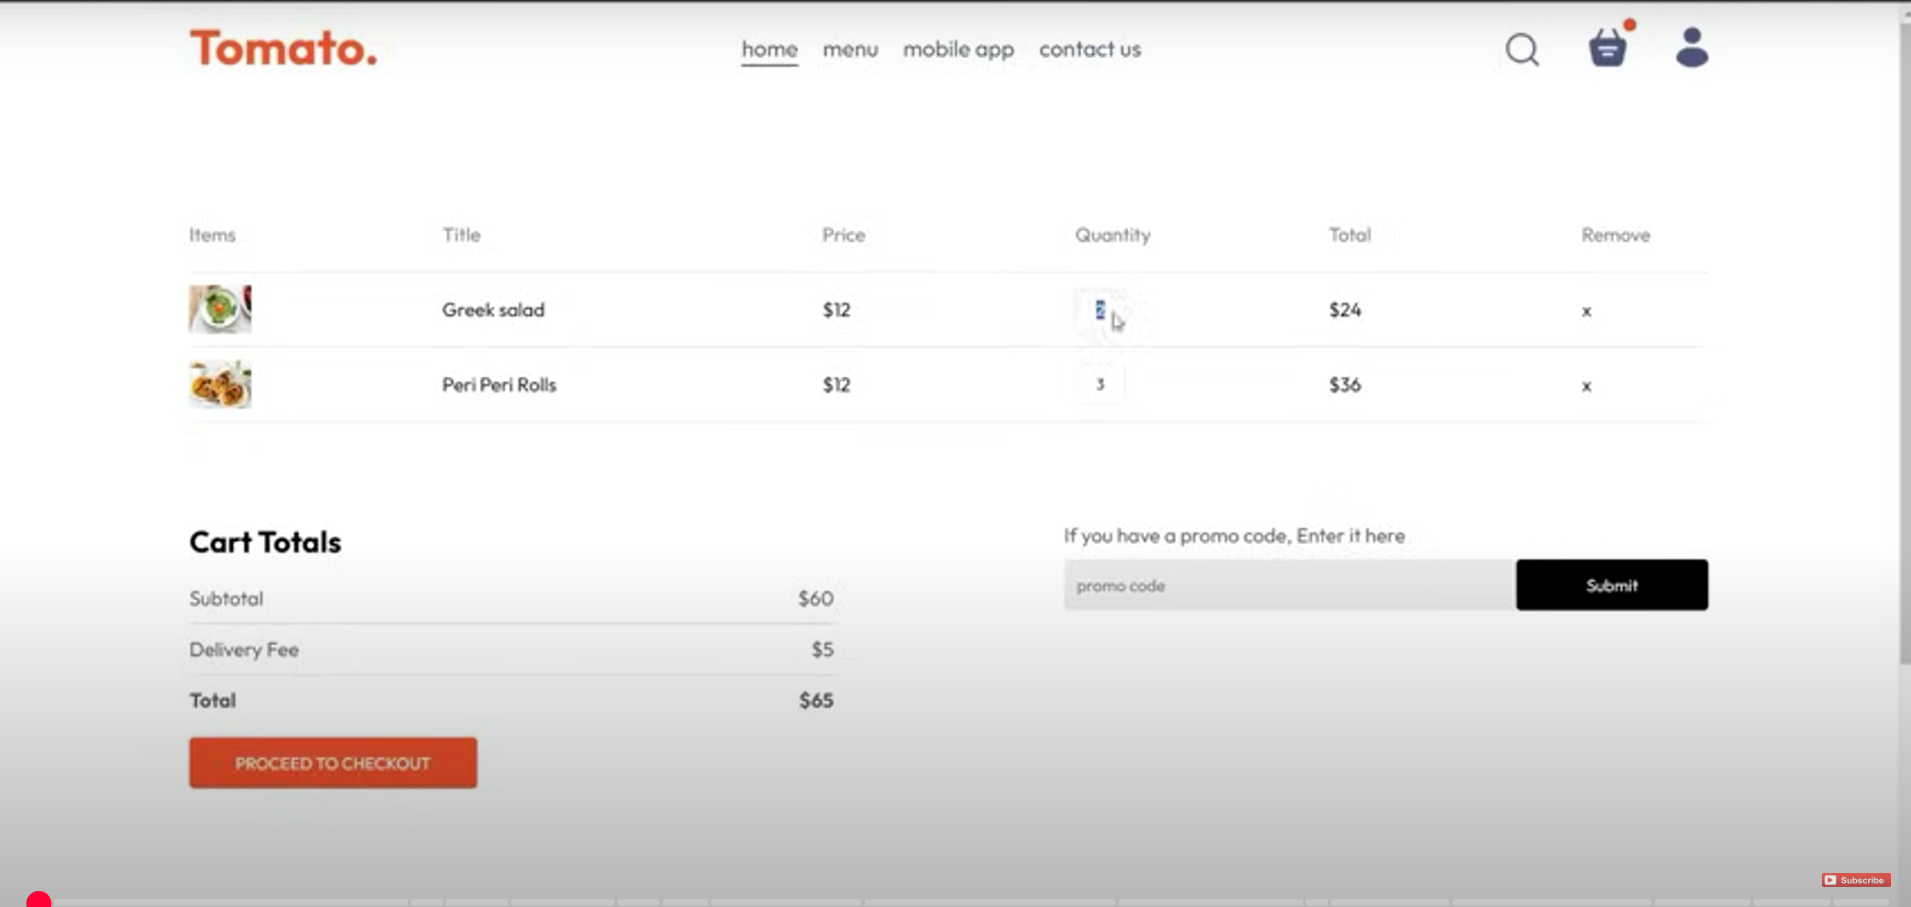 Tomato.
home menu mobile app contact us
Items Title Price Quantity Total Remove
Greek salad $12 2 $24 x
Peri Peri Rolls $12 3 $36 x
Cart Totals
Subtotal $60
Delivery Fee $5
Total $65
PROCEED TO CHECKOUT
If you have a promo code, Enter it here
promo code Submit
Subscribe